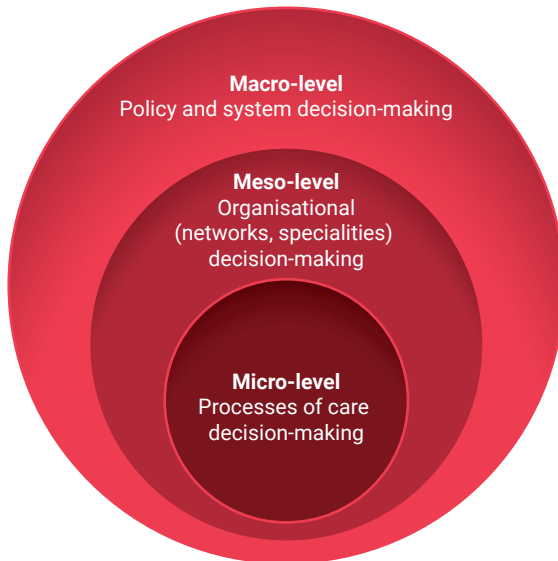 Macro-level
Policy and system decision-making
Meso-level
Organisational
(networks, specialities)
decision-making
Micro-level
Processes of care
decision-making